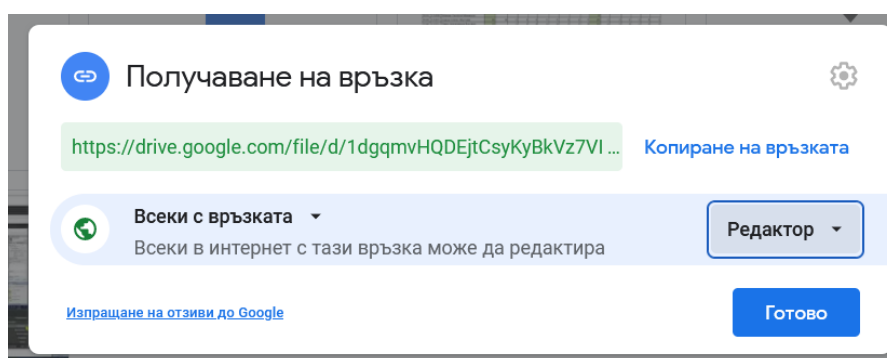 Получаване на връзка
https://drive.google.com/file/d/1dgqmvHQDEjtCsyKyBkVz7VI ...
Копиране на връзката
Всеки с връзката
Всеки в интернет с тази връзка може да редактира
Редактор
Изпращане на отзиви до Google
Готово